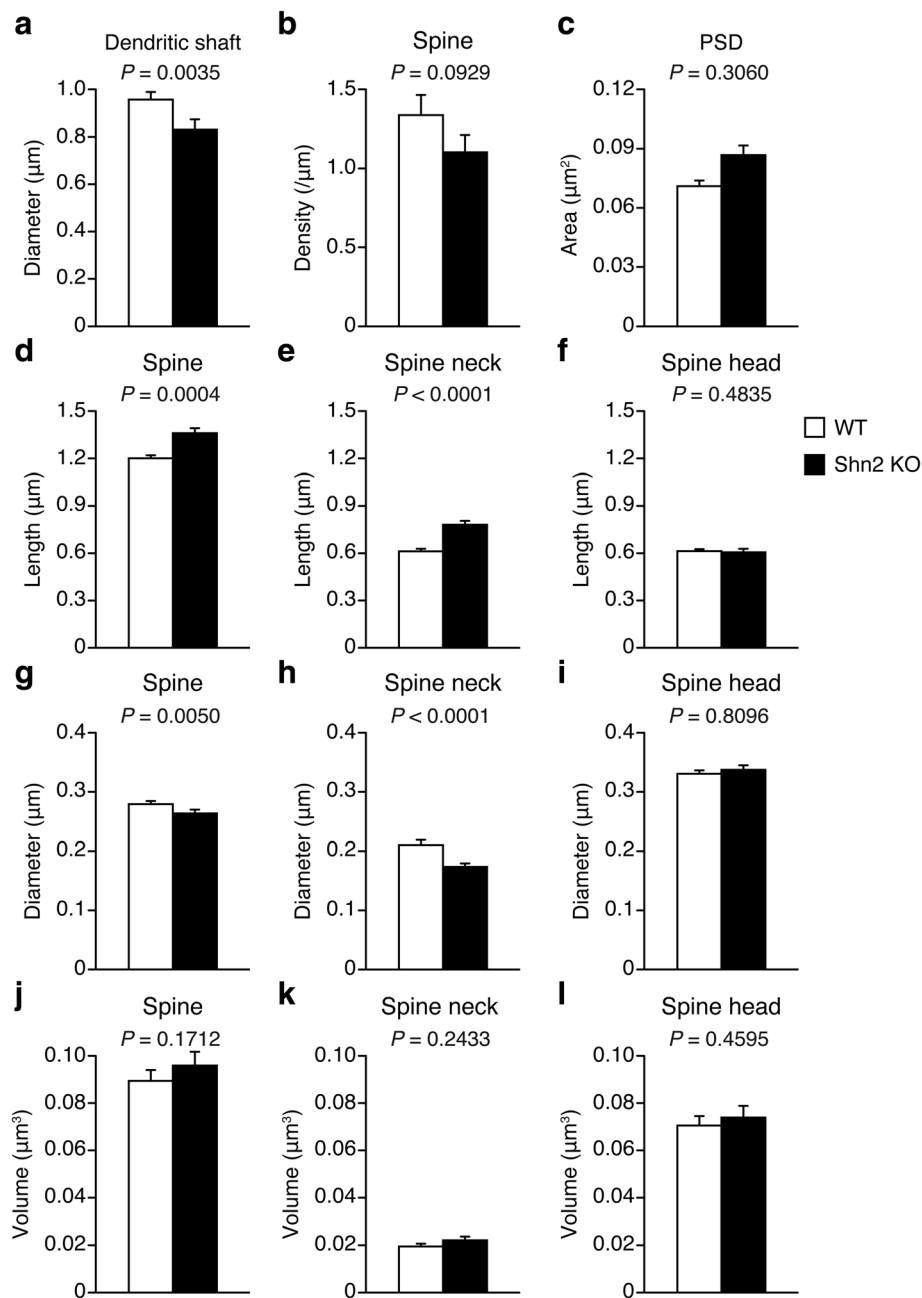 a
Dendritic shaft
P = 0.0035
1.0
0.8
0.6
0.4
0.2
0
Diameter (μm)
b
Spine
P = 0.0929
1.5
1.0
1.5
0
Density (/μm)
c
PSD
P = 0.3060
0.12
0.09
0.06
0.03
0
Area (μm²)
d
Spine
P = 0.0004
1.5
1.2
0.9
0.6
0.3
0
Length (μm)
e
Spine neck
P < 0.0001
1.5
1.2
0.9
0.6
0.3
0
Length (μm)
f
Spine head
P = 0.4835
1.5
1.2
0.9
0.6
0.3
0
Length (μm)
WT
Shn2 KO
g
Spine
P = 0.0050
0.4
0.3
0.2
0.1
0
Diameter (μm)
h
Spine neck
P < 0.0001
0.4
0.3
0.2
0.1
0
Diameter (μm)
i
Spine head
P = 0.8096
0.4
0.3
0.2
0.1
0
Diameter (μm)
j
Spine
P = 0.1712
0.10
0.08
0.06
0.04
0.02
0
Volume (μm³)
k
Spine neck
P = 0.2433
0.10
0.08
0.06
0.04
0.02
0
Volume (μm³)
l
Spine head
P = 0.4595
0.10
0.08
0.06
0.04
0.02
0
Volume (μm³)